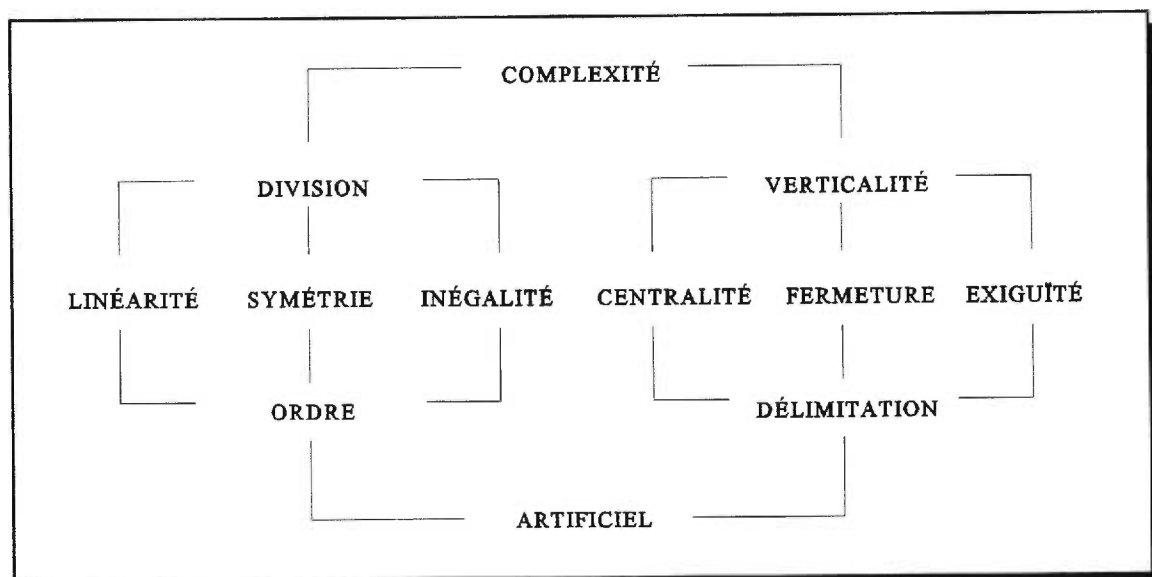 COMPLEXITÉ
DIVISION VERTICALITÉ
LINÉARITÉ SYMÉTRIE INÉGALITÉ CENTRALITÉ FERMETURE EXIGUÏTÉ
ORDRE DÉLIMITATION
ARTIFICIEL